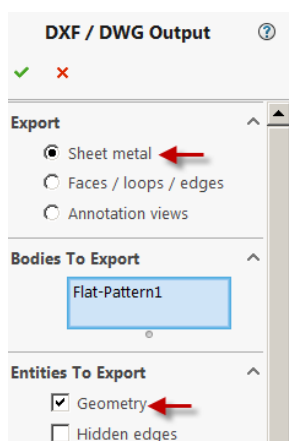 DXF / DWG Output
Export
Sheet metal
Faces / loops / edges
Annotation views
Bodies To Export
Flat-Pattern1
Entities To Export
Geometry
Hidden edges